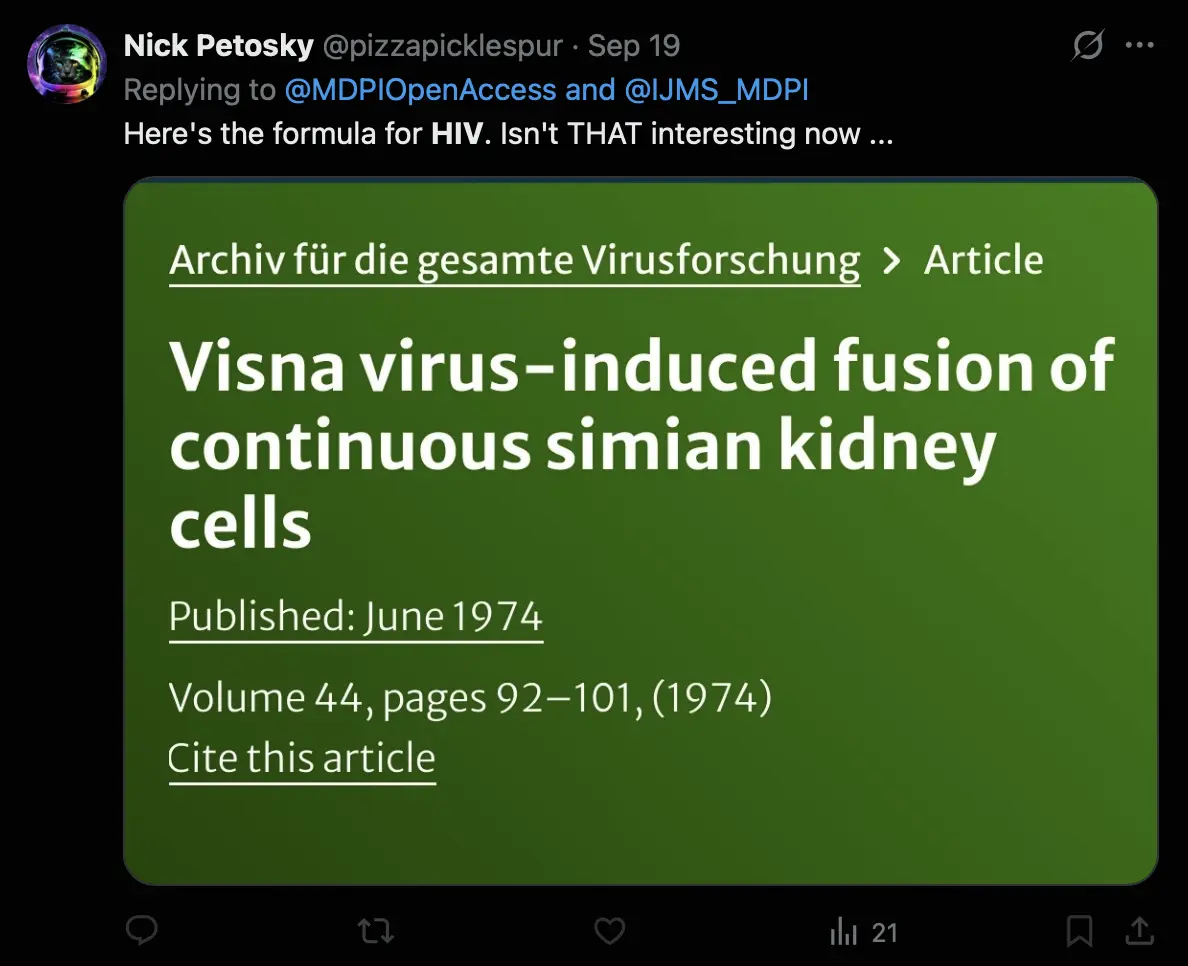 Nick Petosky @pizzapicklespur · Sep 19
Replying to @MDPIOpenAccess and @IJMS_MDPI
Here's the formula for HIV. Isn't THAT interesting now ...
Archiv für die gesamte Virusforschung > Article
Visna virus-induced fusion of
continuous simian kidney
cells
Published: June 1974
Volume 44, pages 92–101, (1974)
Cite this article
21